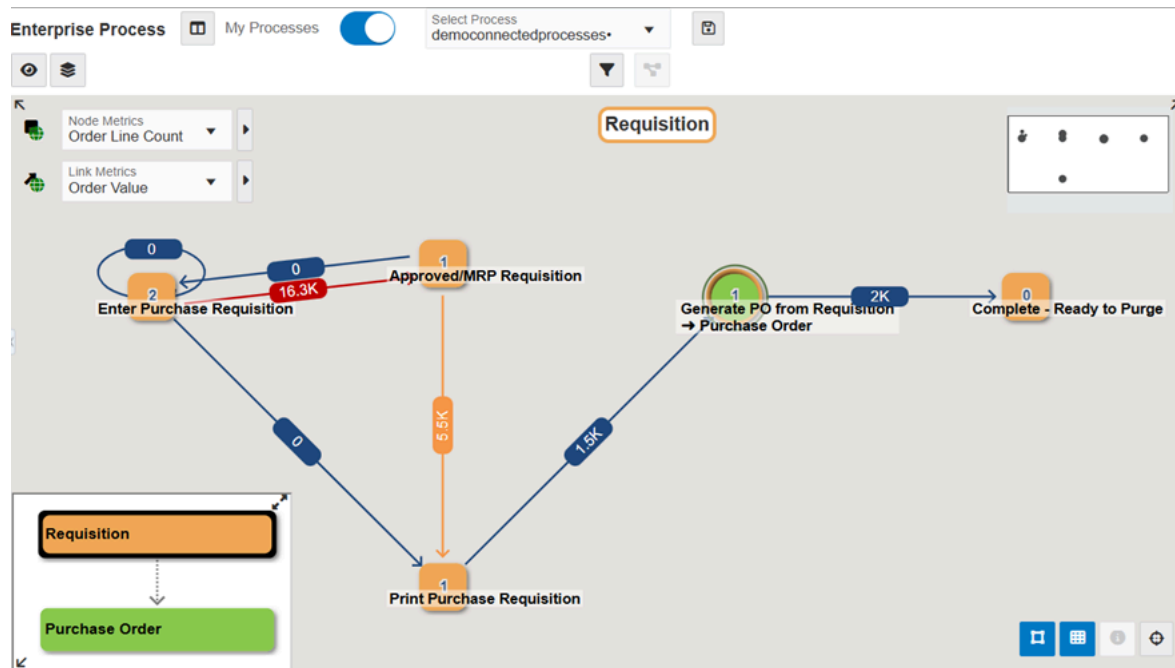 Enterprise Process
My Processes
Select Process
democonnectedprocesses•
Node Metrics
Order Line Count
Link Metrics
Order Value
Requisition
0
2
Enter Purchase Requisition
0
16.3K
1
Approved/MRP Requisition
1
Generate PO from Requisition
➔ Purchase Order
2K
0
Complete - Ready to Purge
0
5.5K
1.5K
1
Print Purchase Requisition
Requisition
Purchase Order